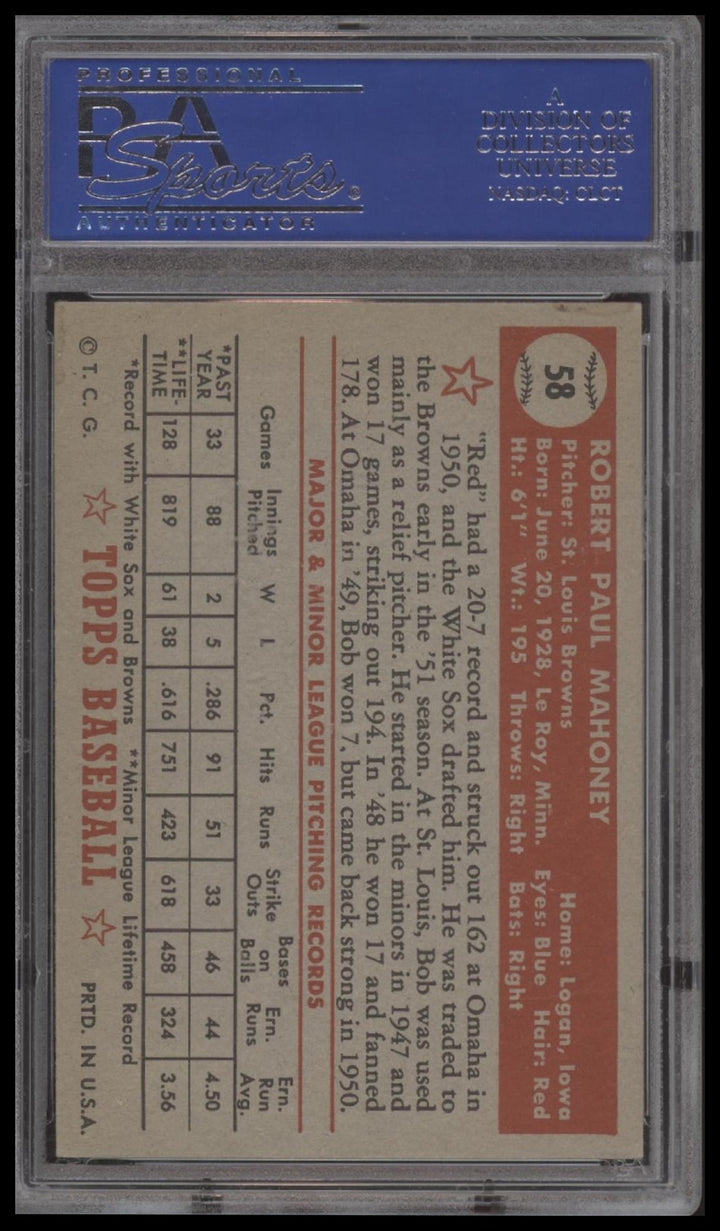 PROFESSIONAL
PSA
Sports®
AUTHENTICATOR
A
DIVISION OF
COLLECTORS
UNIVERSE
NASDAQ: CLCT
58
ROBERT PAUL MAHONEY
Pitcher: St. Louis Browns Home: Logan, Iowa
Born: June 20, 1928, Le Roy, Minn. Eyes: Blue Hair: Red
Ht.: 6'1" Wt.: 195 Throws: Right Bats: Right
"Red" had a 20-7 record and struck out 162 at Omaha in
1950, and the White Sox drafted him. He was traded to
the Browns early in the '51 season. At St. Louis, Bob was used
mainly as a relief pitcher. He started in the minors in 1947 and
won 17 games, striking out 194. In '48 he won 17 and fanned
178. At Omaha in '49, Bob won 7, but came back strong in 1950.
MAJOR & MINOR LEAGUE PITCHING RECORDS
Games Innings Pitched W L Pct. Hits Runs Strike Outs Bases on Balls Ern. Runs Ern. Run Avg.
*PAST YEAR 33 88 2 5 .286 91 51 33 46 44 4.50
**LIFE-TIME 128 819 61 38 .616 751 423 618 458 324 3.56
*Record with White Sox and Browns **Minor League Lifetime Record
© T. C. G. TOPPS BASEBALL PRTD. IN U.S.A.